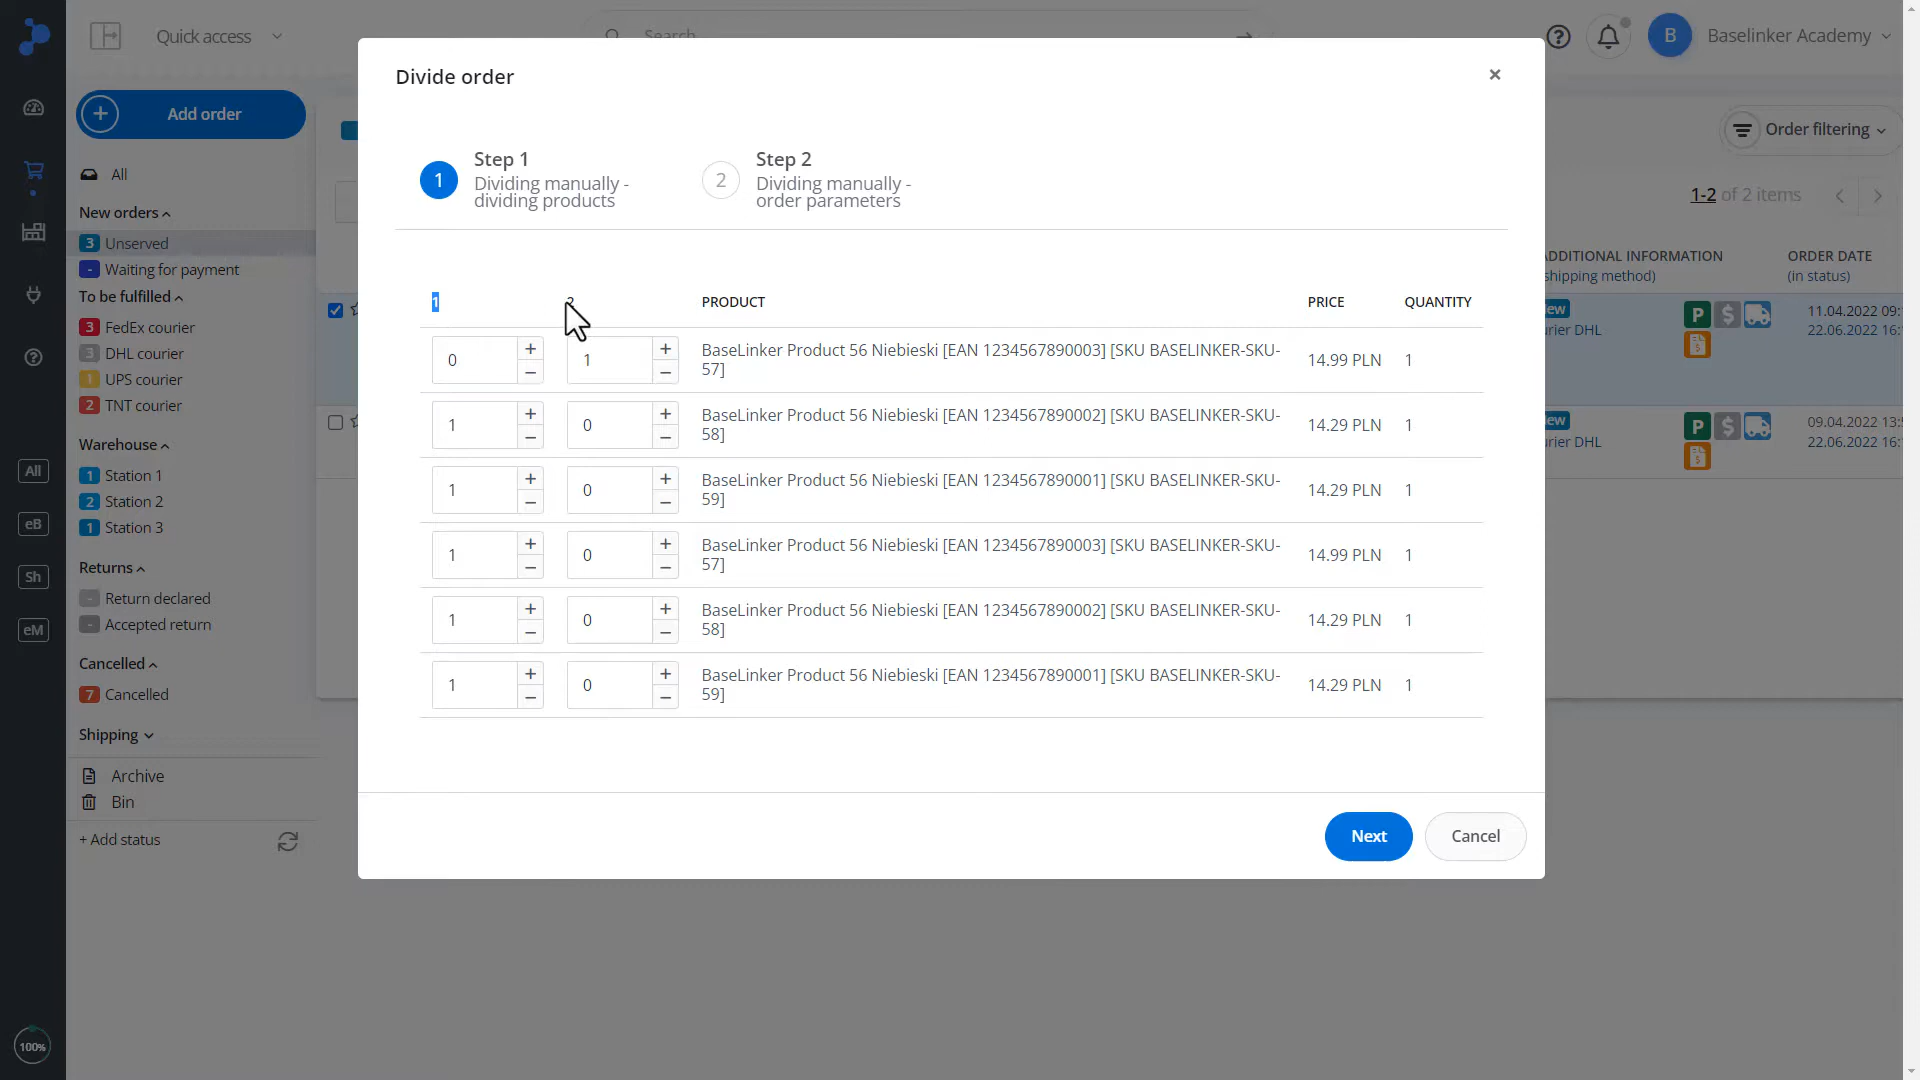 Quick access
Search
B
Baselinker Academy
Add order
All
New orders
3 Unserved
- Waiting for payment
To be fulfilled
3 FedEx courier
3 DHL courier
1 UPS courier
2 TNT courier
Warehouse
1 Station 1
2 Station 2
1 Station 3
Returns
- Return declared
- Accepted return
Cancelled
7 Cancelled
Shipping
Archive
Bin
+ Add status
All
eB
Sh
eM
100%
Divide order
1
Step 1
Dividing manually -
dividing products
2
Step 2
Dividing manually -
order parameters
1 2 PRODUCT PRICE QUANTITY
0 + − 1 + − BaseLinker Product 56 Niebieski [EAN 1234567890003] [SKU BASELINKER-SKU-
57] 14.99 PLN 1
1 + − 0 + − BaseLinker Product 56 Niebieski [EAN 1234567890002] [SKU BASELINKER-SKU-
58] 14.29 PLN 1
1 + − 0 + − BaseLinker Product 56 Niebieski [EAN 1234567890001] [SKU BASELINKER-SKU-
59] 14.29 PLN 1
1 + − 0 + − BaseLinker Product 56 Niebieski [EAN 1234567890003] [SKU BASELINKER-SKU-
57] 14.99 PLN 1
1 + − 0 + − BaseLinker Product 56 Niebieski [EAN 1234567890002] [SKU BASELINKER-SKU-
58] 14.29 PLN 1
1 + − 0 + − BaseLinker Product 56 Niebieski [EAN 1234567890001] [SKU BASELINKER-SKU-
59] 14.29 PLN 1
Next
Cancel
Order filtering
1-2 of 2 items
ADDITIONAL INFORMATION ORDER DATE
shipping method) (in status)
ew P $ 11.04.2022 09:
urier DHL 22.06.2022 16:
ew P $ 09.04.2022 13:
urier DHL 22.06.2022 16: